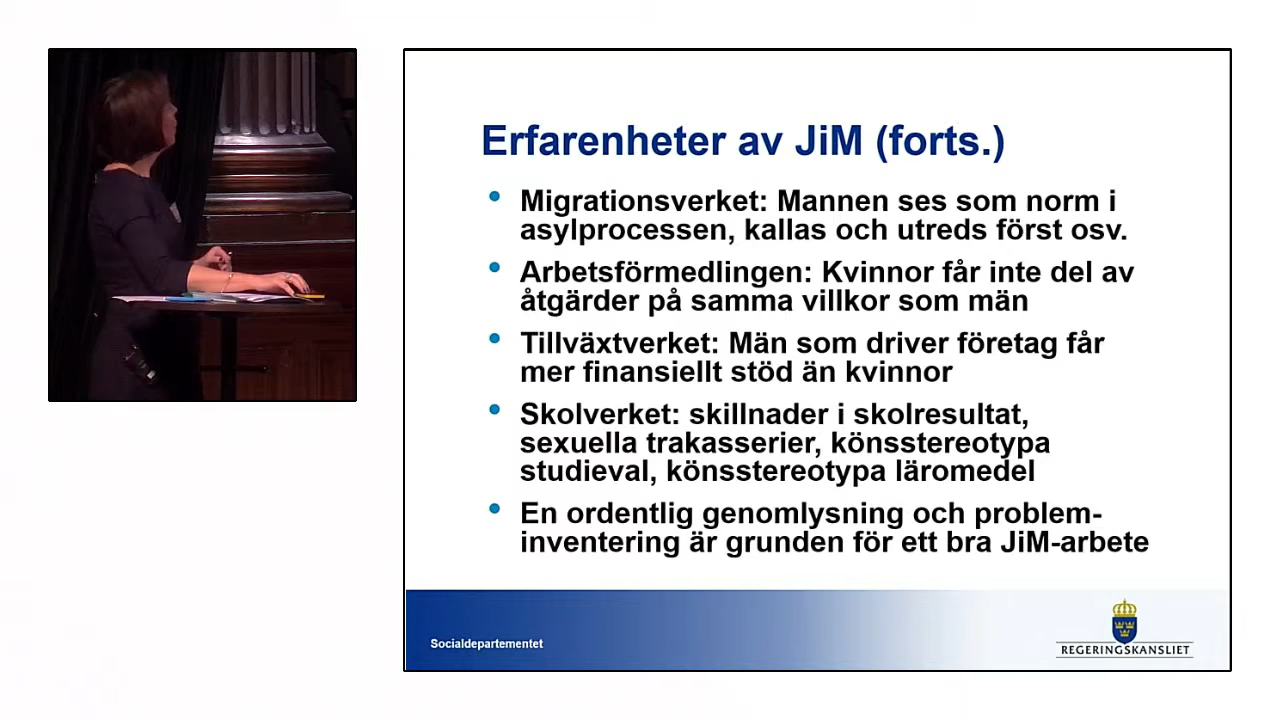 Erfarenheter av JiM (forts.)
Migrationsverket: Mannen ses som norm i
asylprocessen, kallas och utreds först osv.
Arbetsförmedlingen: Kvinnor får inte del av
åtgärder på samma villkor som män
Tillväxtverket: Män som driver företag får
mer finansiellt stöd än kvinnor
Skolverket: skillnader i skolresultat,
sexuella trakasserier, könsstereotypa
studieval, könsstereotypa läromedel
En ordentlig genomlysning och problem-
inventering är grunden för ett bra JiM-arbete
Socialdepartementet
REGERINGSKANSLIET